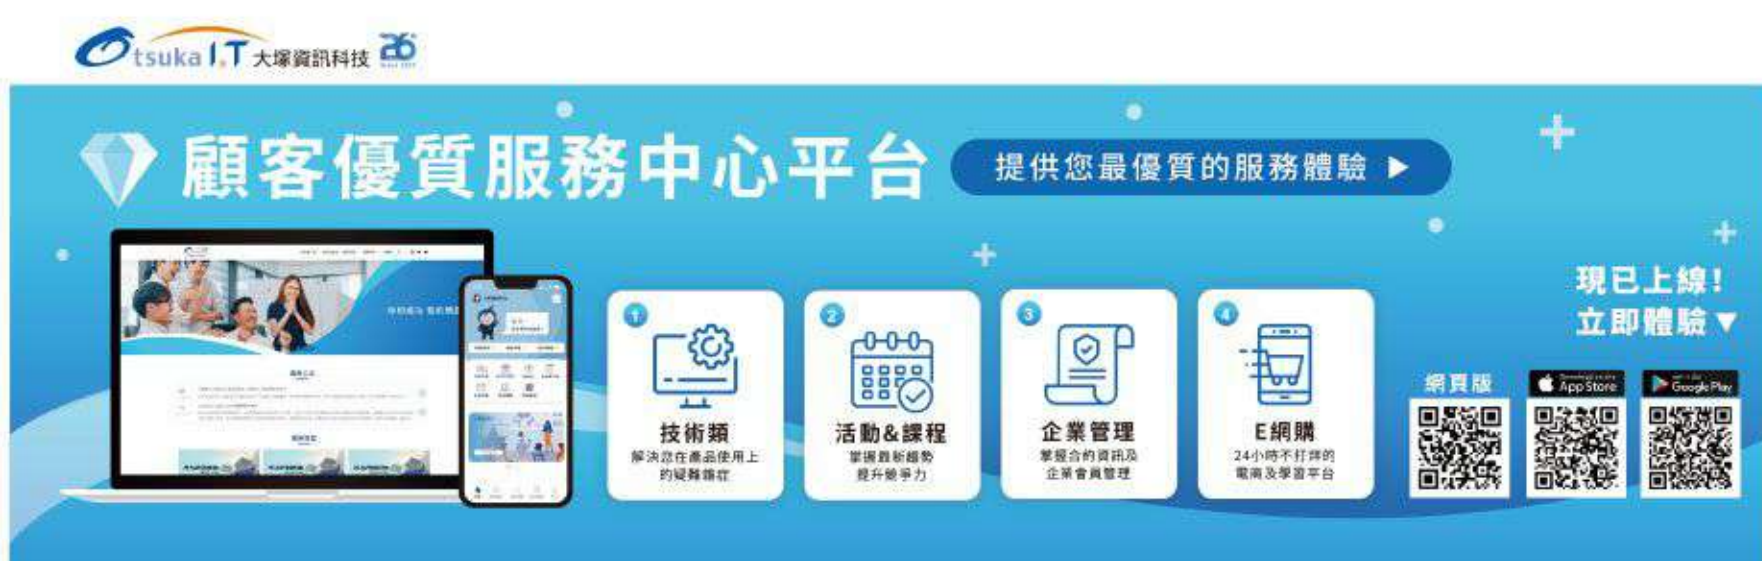 Otsuka I.T 大塚資訊科技 26
顧客優質服務中心平台
提供您最優質的服務體驗
現已上線!
立即體驗
1
技術類
解決您在產品使用上
的疑難雜症
2
活動&課程
掌握最新趨勢
提升競爭力
3
企業管理
掌握合約資訊及
企業會員管理
4
E網購
24小時不打烊的
電商及學習平台
網頁版
App Store
Google Play